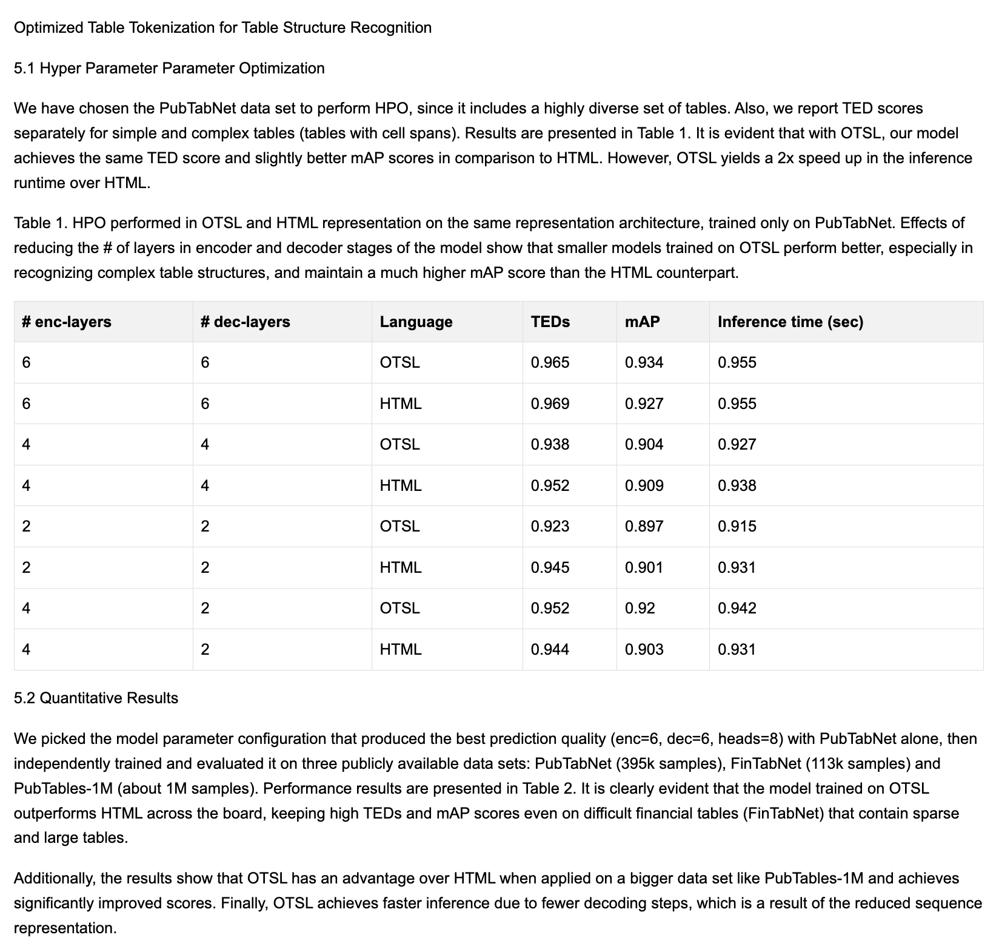 Optimized Table Tokenization for Table Structure Recognition
5.1 Hyper Parameter Parameter Optimization
We have chosen the PubTabNet data set to perform HPO, since it includes a highly diverse set of tables. Also, we report TED scores
separately for simple and complex tables (tables with cell spans). Results are presented in Table 1. It is evident that with OTSL, our model
achieves the same TED score and slightly better mAP scores in comparison to HTML. However, OTSL yields a 2x speed up in the inference
runtime over HTML.
Table 1. HPO performed in OTSL and HTML representation on the same representation architecture, trained only on PubTabNet. Effects of
reducing the # of layers in encoder and decoder stages of the model show that smaller models trained on OTSL perform better, especially in
recognizing complex table structures, and maintain a much higher mAP score than the HTML counterpart.
# enc-layers # dec-layers Language TEDs mAP Inference time (sec)
6 6 OTSL 0.965 0.934 0.955
6 6 HTML 0.969 0.927 0.955
4 4 OTSL 0.938 0.904 0.927
4 4 HTML 0.952 0.909 0.938
2 2 OTSL 0.923 0.897 0.915
2 2 HTML 0.945 0.901 0.931
4 2 OTSL 0.952 0.92 0.942
4 2 HTML 0.944 0.903 0.931
5.2 Quantitative Results
We picked the model parameter configuration that produced the best prediction quality (enc=6, dec=6, heads=8) with PubTabNet alone, then
independently trained and evaluated it on three publicly available data sets: PubTabNet (395k samples), FinTabNet (113k samples) and
PubTables-1M (about 1M samples). Performance results are presented in Table 2. It is clearly evident that the model trained on OTSL
outperforms HTML across the board, keeping high TEDs and mAP scores even on difficult financial tables (FinTabNet) that contain sparse
and large tables.
Additionally, the results show that OTSL has an advantage over HTML when applied on a bigger data set like PubTables-1M and achieves
significantly improved scores. Finally, OTSL achieves faster inference due to fewer decoding steps, which is a result of the reduced sequence
representation.